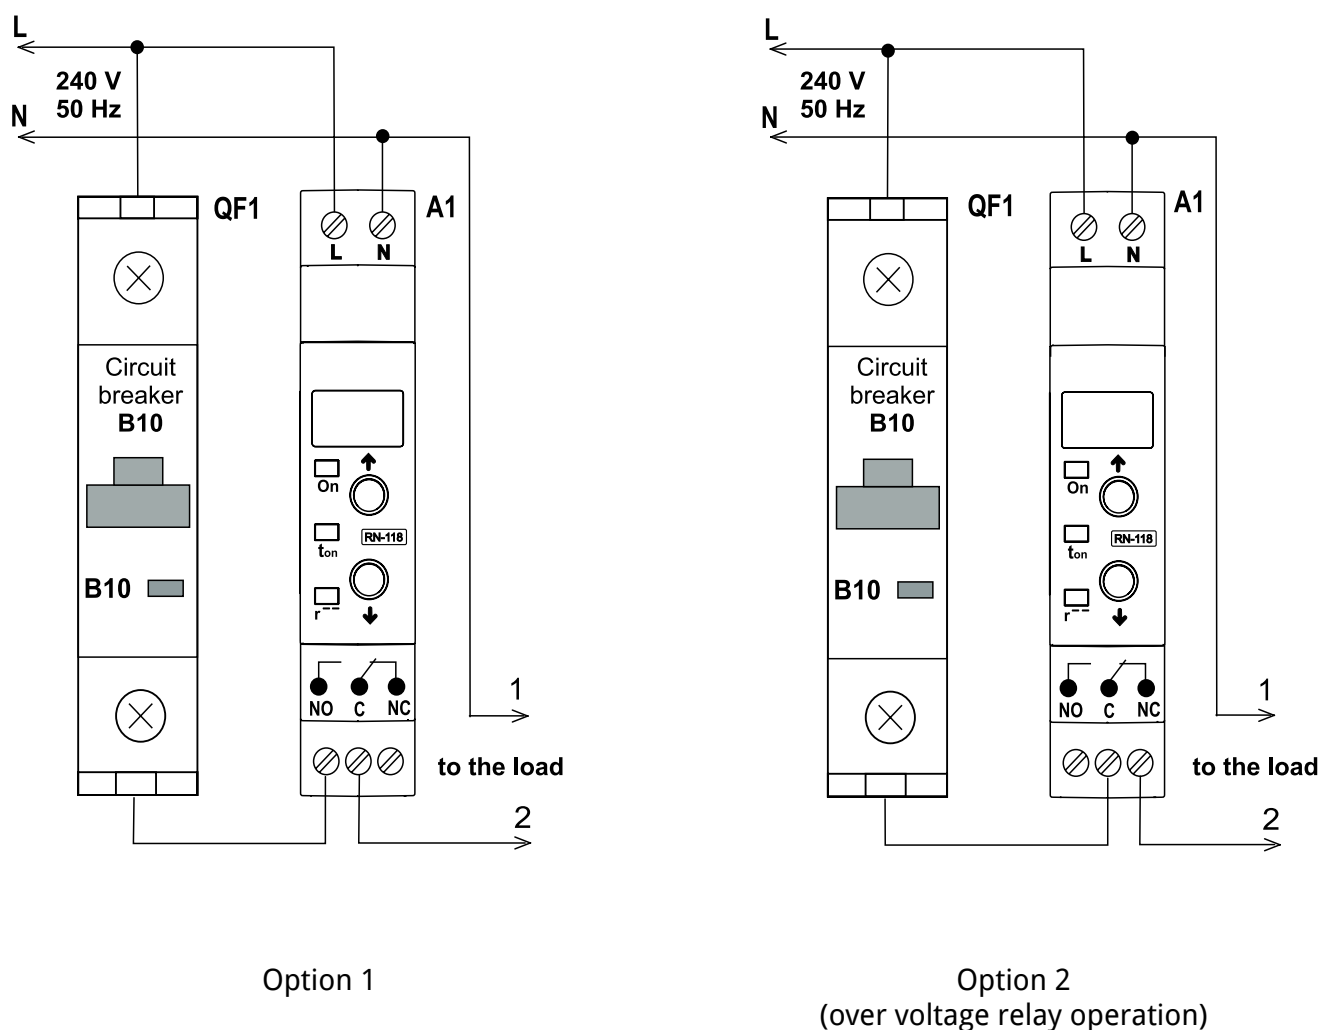 L
240 V
50 Hz
N
QF1
A1
L N
Circuit
breaker
B10
On
RN-118
ton
B10
r
NO C NC
1
to the load
2
Option 1
L
240 V
50 Hz
N
QF1
A1
L N
Circuit
breaker
B10
On
RN-118
ton
B10
r
NO C NC
1
to the load
2
Option 2
(over voltage relay operation)